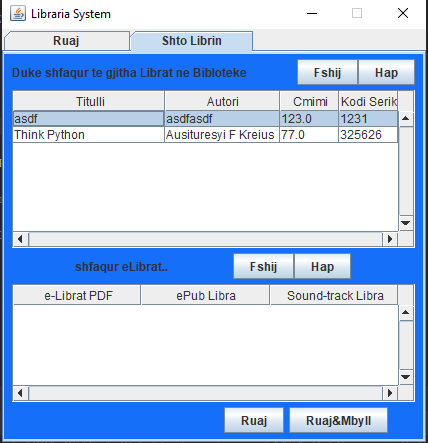 Libraria System
Ruaj Shto Librin
Duke shfaqur te gjitha Librat ne Bibloteke Fshij Hap
Titulli Autori Cmimi Kodi Serik
asdf asdfasdf 123.0 1231
Think Python Ausituresyi F Kreius 77.0 325626
shfaqur eLibrat.. Fshij Hap
e-Librat PDF ePub Libra Sound-track Libra
Ruaj Ruaj&Mbyll